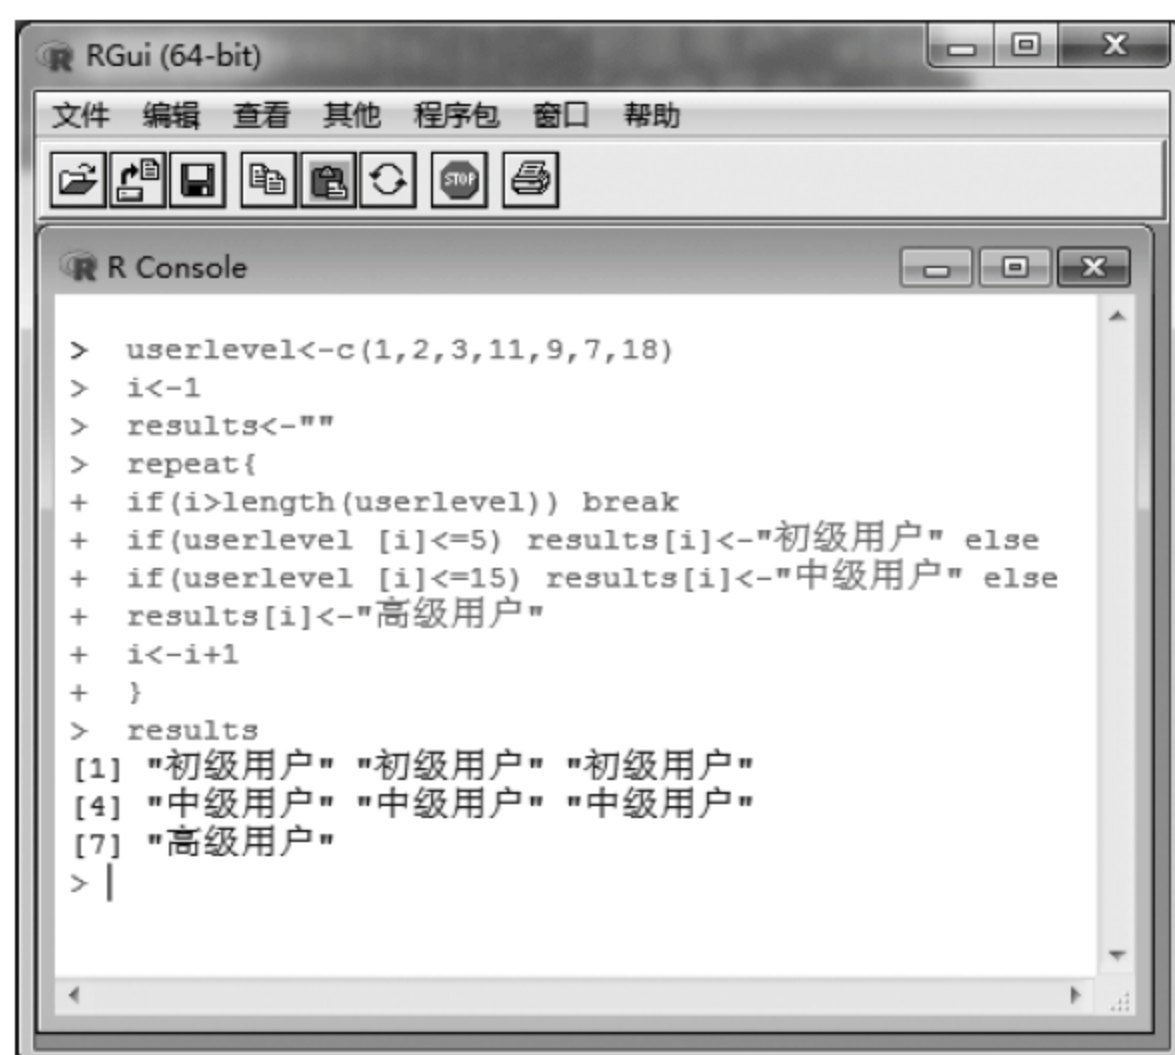 RGui (64-bit)
文件 编辑 查看 其他 程序包 窗口 帮助
STOP
R Console
> userlevel<-c(1,2,3,11,9,7,18)
> i<-1
> results<-""
> repeat{
+ if(i>length(userlevel)) break
+ if(userlevel [i]<=5) results[i]<-"初级用户" else
+ if(userlevel [i]<=15) results[i]<-"中级用户" else
+ results[i]<-"高级用户"
+ i<-i+1
+ }
> results
[1] "初级用户" "初级用户" "初级用户"
[4] "中级用户" "中级用户" "中级用户"
[7] "高级用户"
>